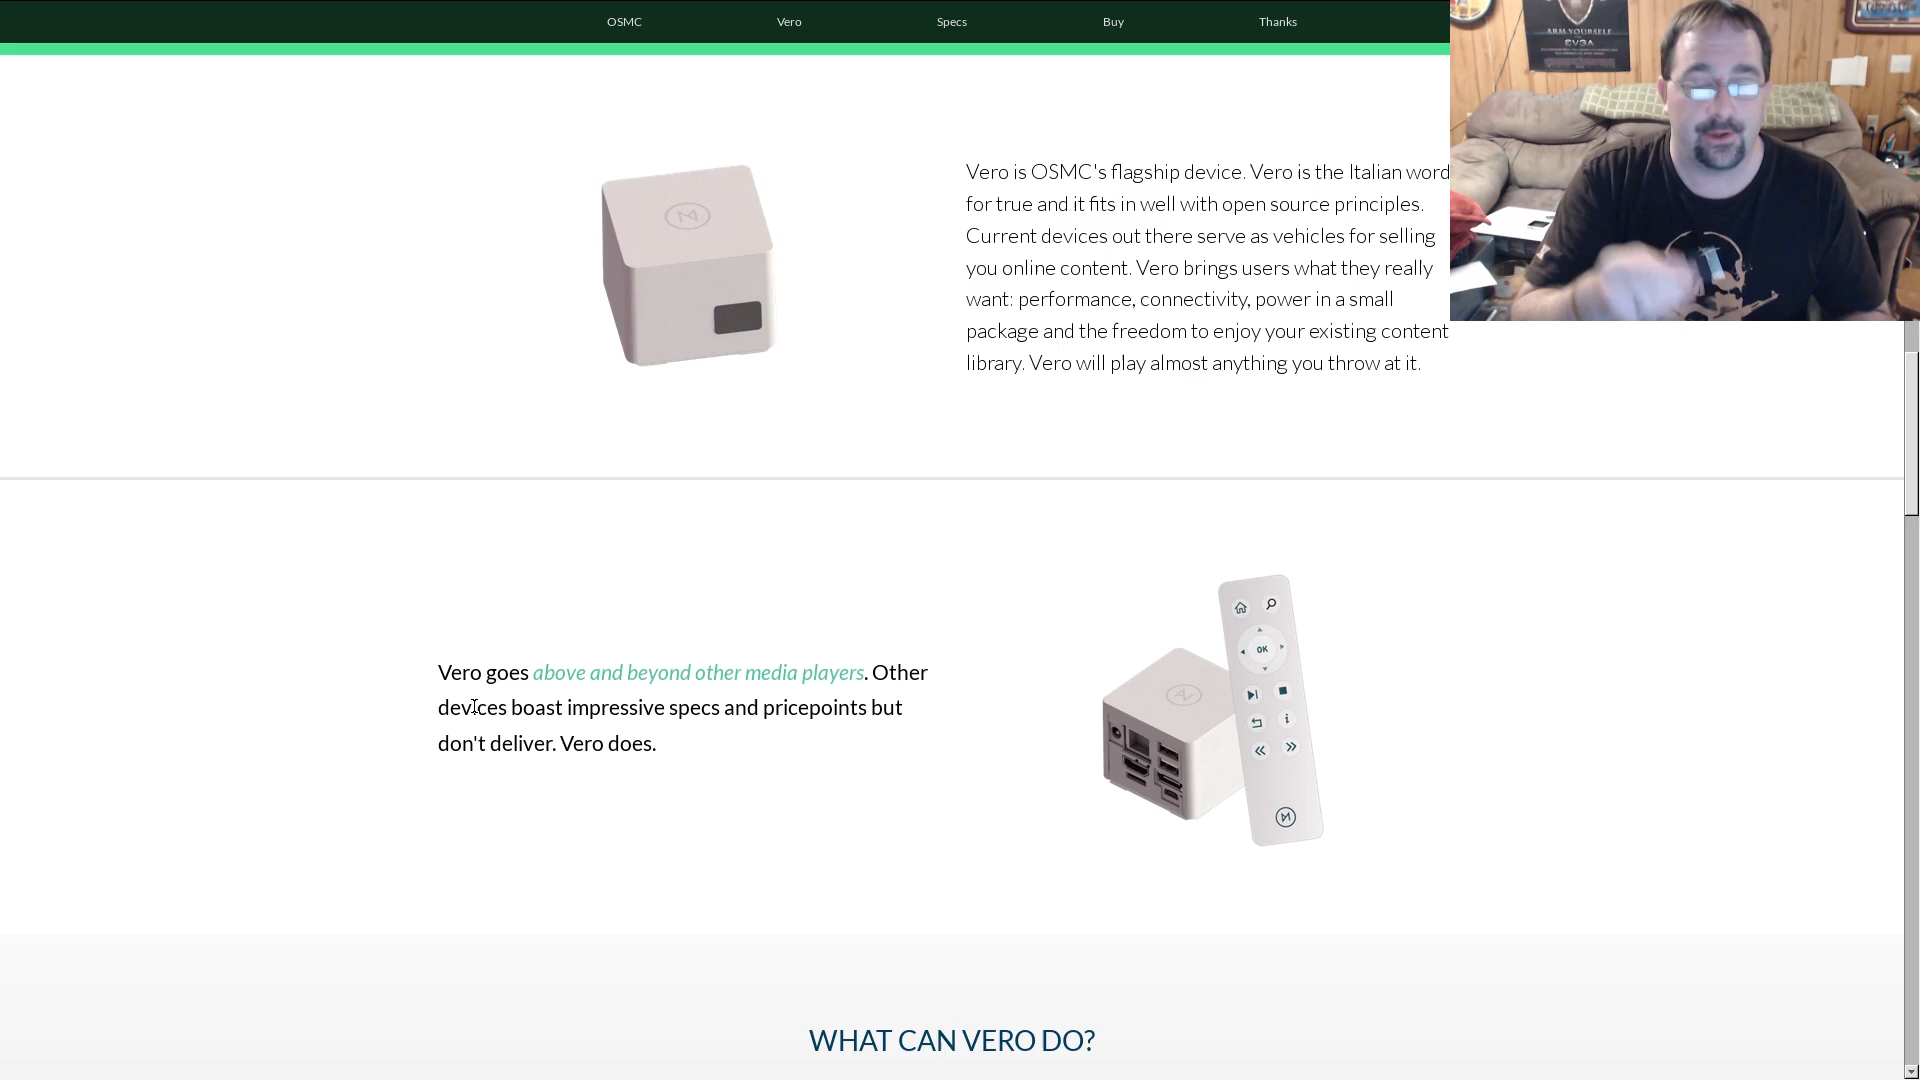 OSMC Vero Specs Buy Thanks
ARM YOURSELF
EVGA
Vero is OSMC's flagship device. Vero is the Italian word
for true and it fits in well with open source principles.
Current devices out there serve as vehicles for selling
you online content. Vero brings users what they really
want: performance, connectivity, power in a small
package and the freedom to enjoy your existing content
library. Vero will play almost anything you throw at it.
OK
Vero goes above and beyond other media players. Other
devices boast impressive specs and pricepoints but
don't deliver. Vero does.
WHAT CAN VERO DO?